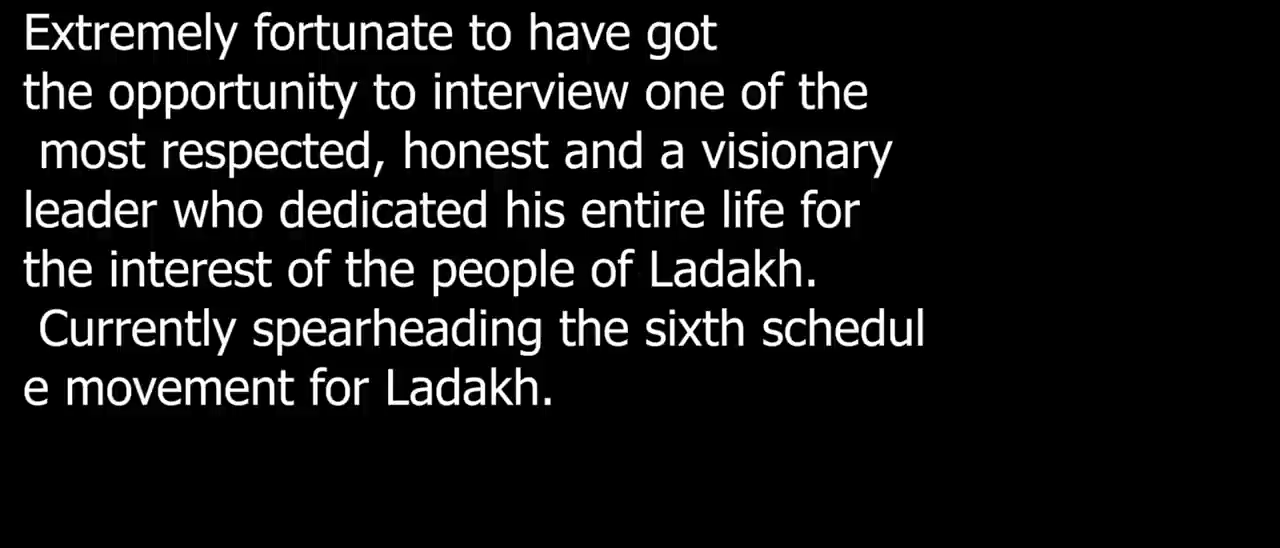 Extremely fortunate to have got
the opportunity to interview one of the
most respected, honest and a visionary
leader who dedicated his entire life for
the interest of the people of Ladakh.
Currently spearheading the sixth schedul
e movement for Ladakh.